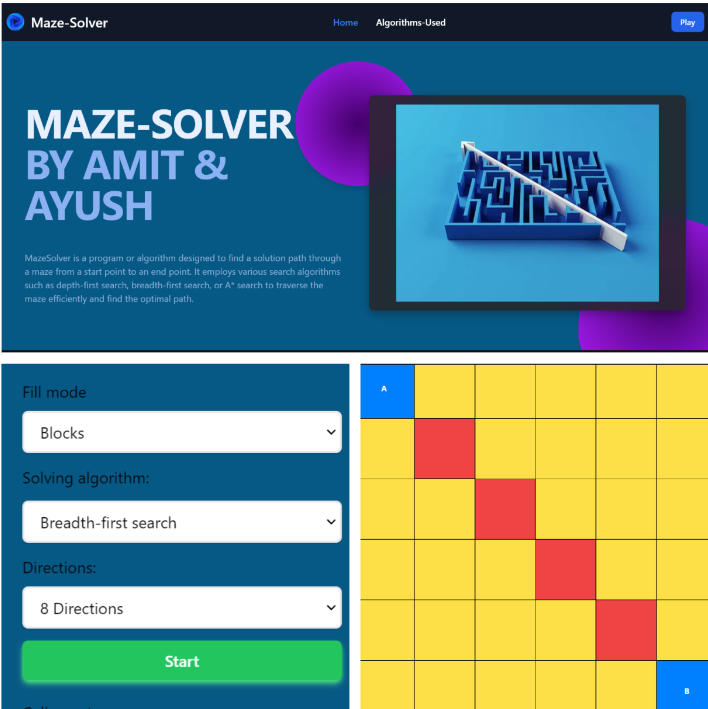 Maze-Solver
Home
Algorithms-Used
Play
MAZE-SOLVER
BY AMIT &
AYUSH
MazeSolver is a program or algorithm designed to find a solution path through
a maze from a start point to an end point. It employs various search algorithms
such as depth-first search, breadth-first search, or A* search to traverse the
maze efficiently and find the optimal path.
Fill mode
Blocks
Solving algorithm:
Breadth-first search
Directions:
8 Directions
Start
A
B